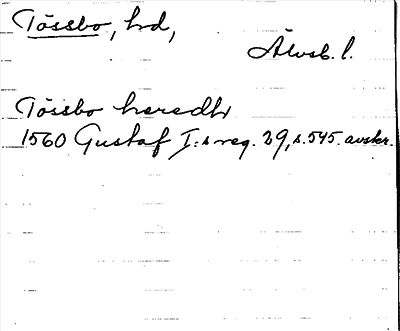 Tössbo, hd,
Älvsb. l.
Tössbo heredh
1560 Gustaf I:s reg. 29, s. 545. avskr.